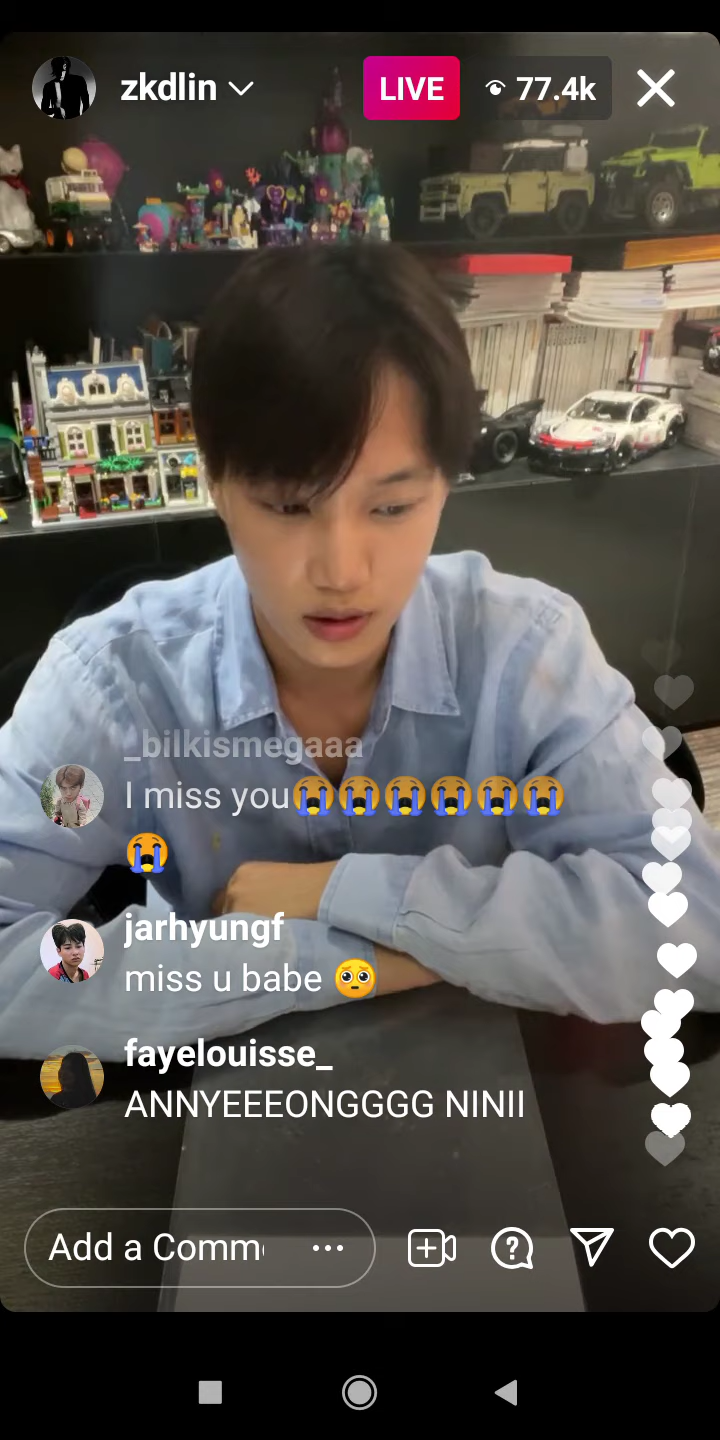 zkdlin
LIVE
77.4k
_bilkismegaaa
I miss you😭😭😭😭😭😭
😭
jarhyungf
miss u babe 🥺
fayelouisse_
ANNYEEEONGGGG NINII
Add a Comm